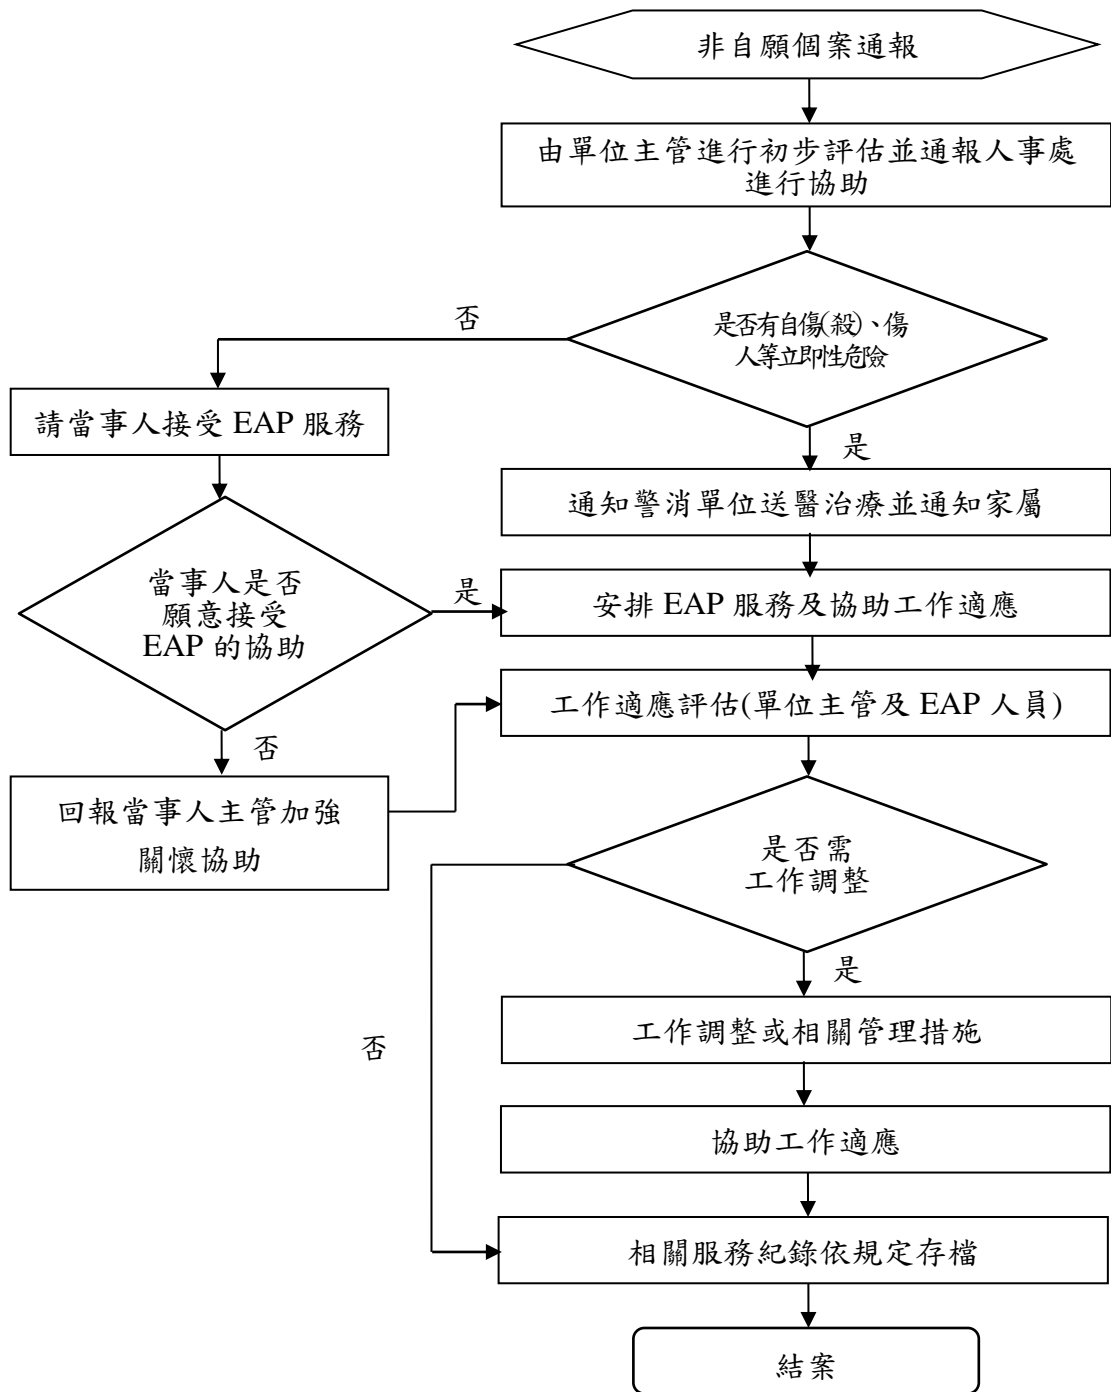 非自願個案通報
由單位主管進行初步評估並通報人事處
進行協助
否
是否有自傷(殺)、傷
人等立即性危險
請當事人接受 EAP 服務
是
通知警消單位送醫治療並通知家屬
當事人是否
願意接受
EAP 的協助
是
安排 EAP 服務及協助工作適應
工作適應評估(單位主管及 EAP 人員)
否
回報當事人主管加強
關懷協助
是否需
工作調整
是
工作調整或相關管理措施
否
協助工作適應
相關服務紀錄依規定存檔
結案